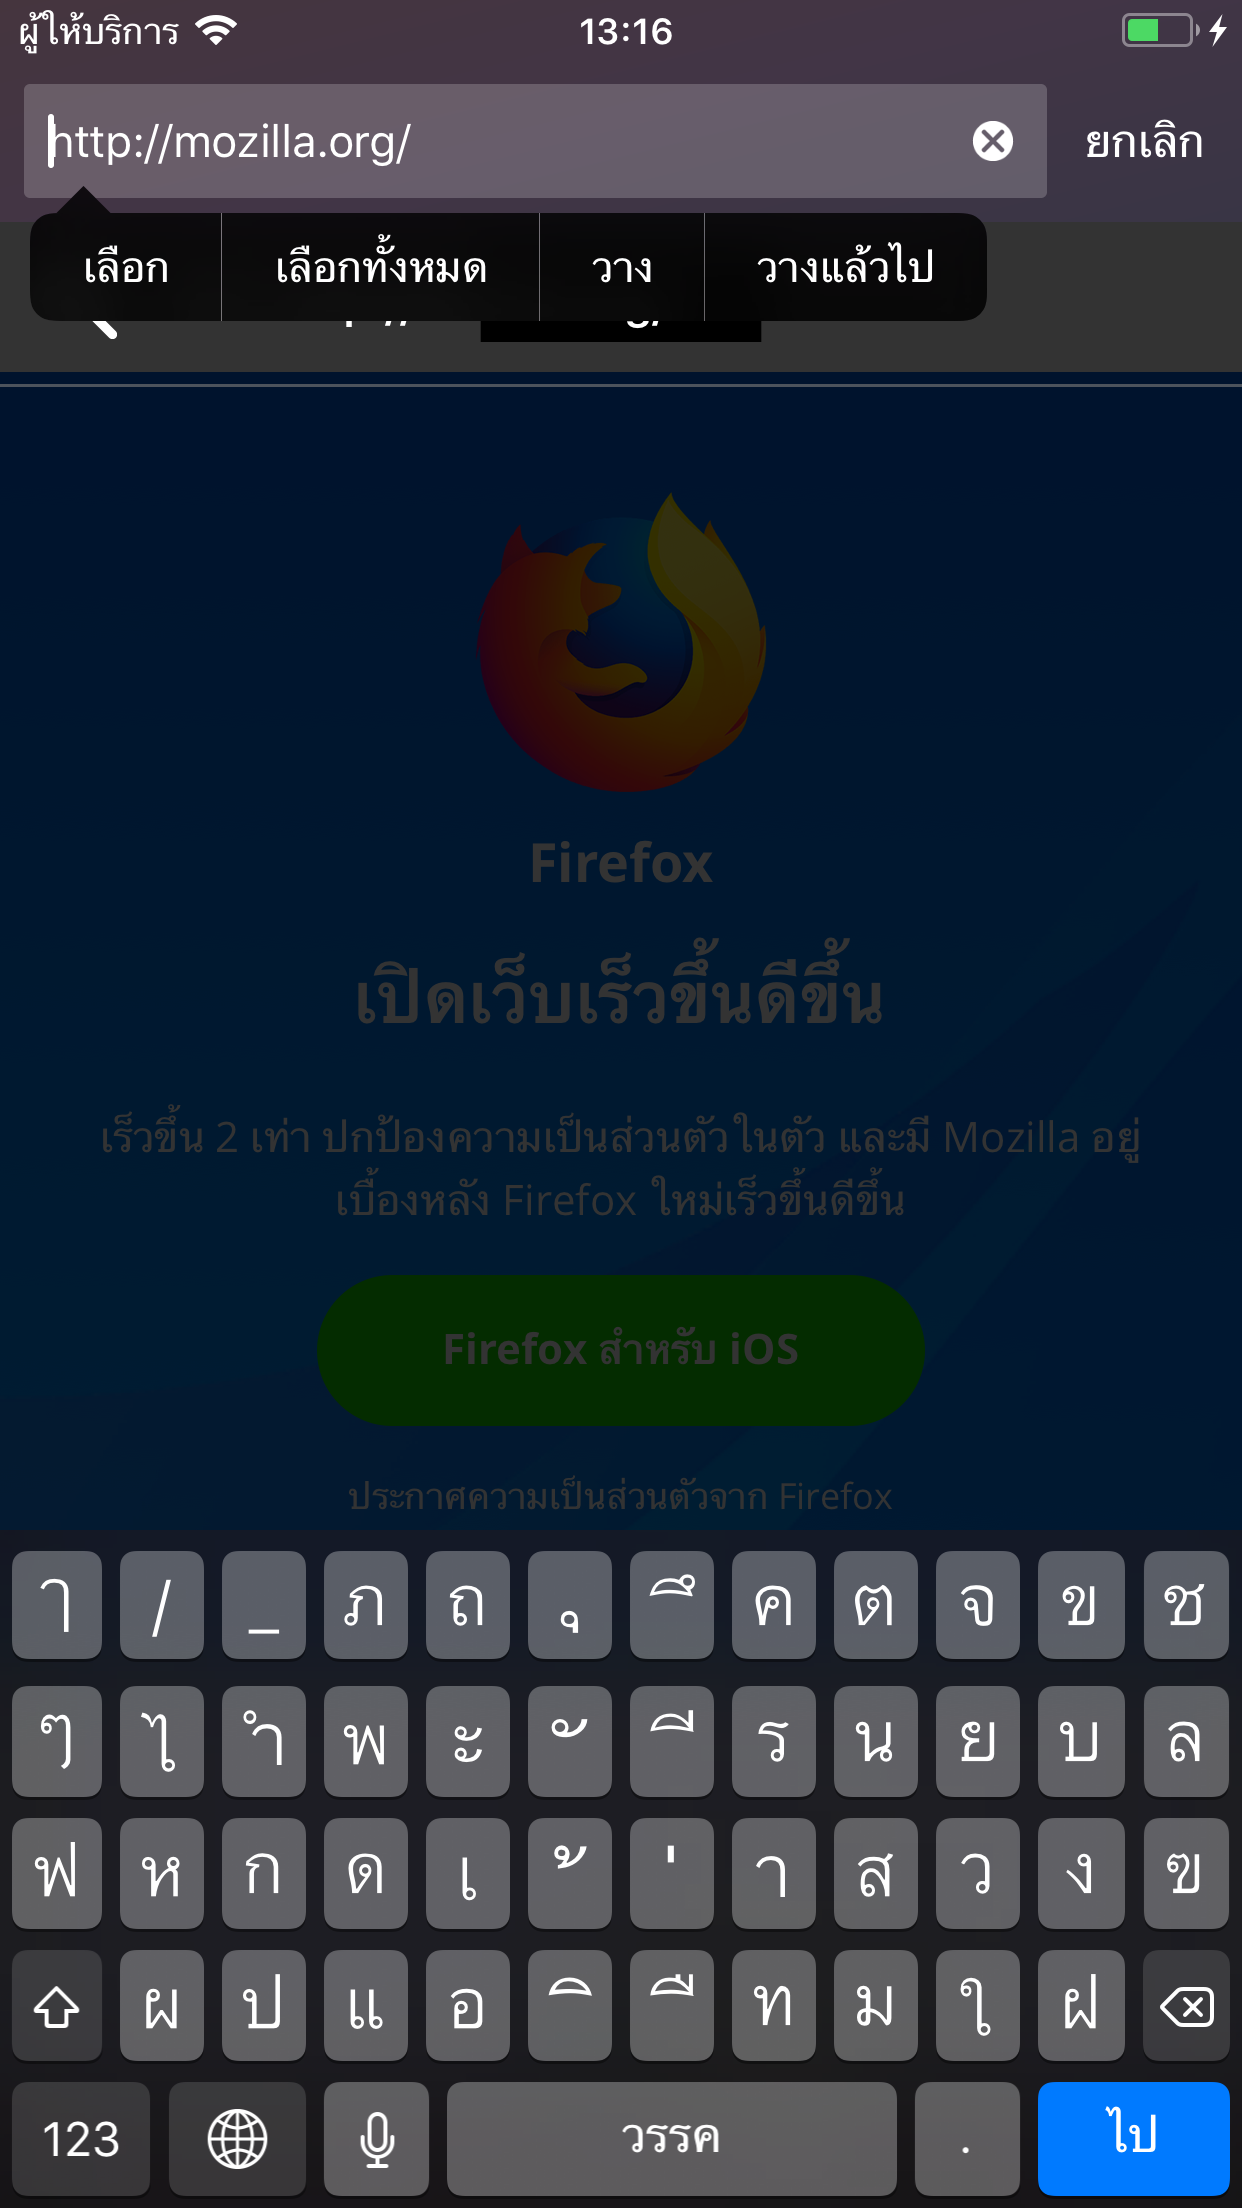 ผู้ให้บริการ 13:16
http://mozilla.org/ ยกเลิก
เลือก เลือกทั้งหมด วาง วางแล้วไป
Firefox
เปิดเว็บเร็วขึ้นดีขึ้น
เร็วขึ้น 2 เท่า ปกป้องความเป็นส่วนตัวในตัว และมี Mozilla อยู่
เบื้องหลัง Firefox ใหม่เร็วขึ้นดีขึ้น
Firefox สำหรับ iOS
ประกาศความเป็นส่วนตัวจาก Firefox
ๅ / _ ภ ถ ุ ึ ค ต จ ข ช
ๆ ไ ำ พ ะ ั ี ร น ย บ ล
ฟ ห ก ด เ ้ ่ า ส ว ง ฃ
ผ ป แ อ ิ ื ท ม ใ ฝ
123 วรรค . ไป